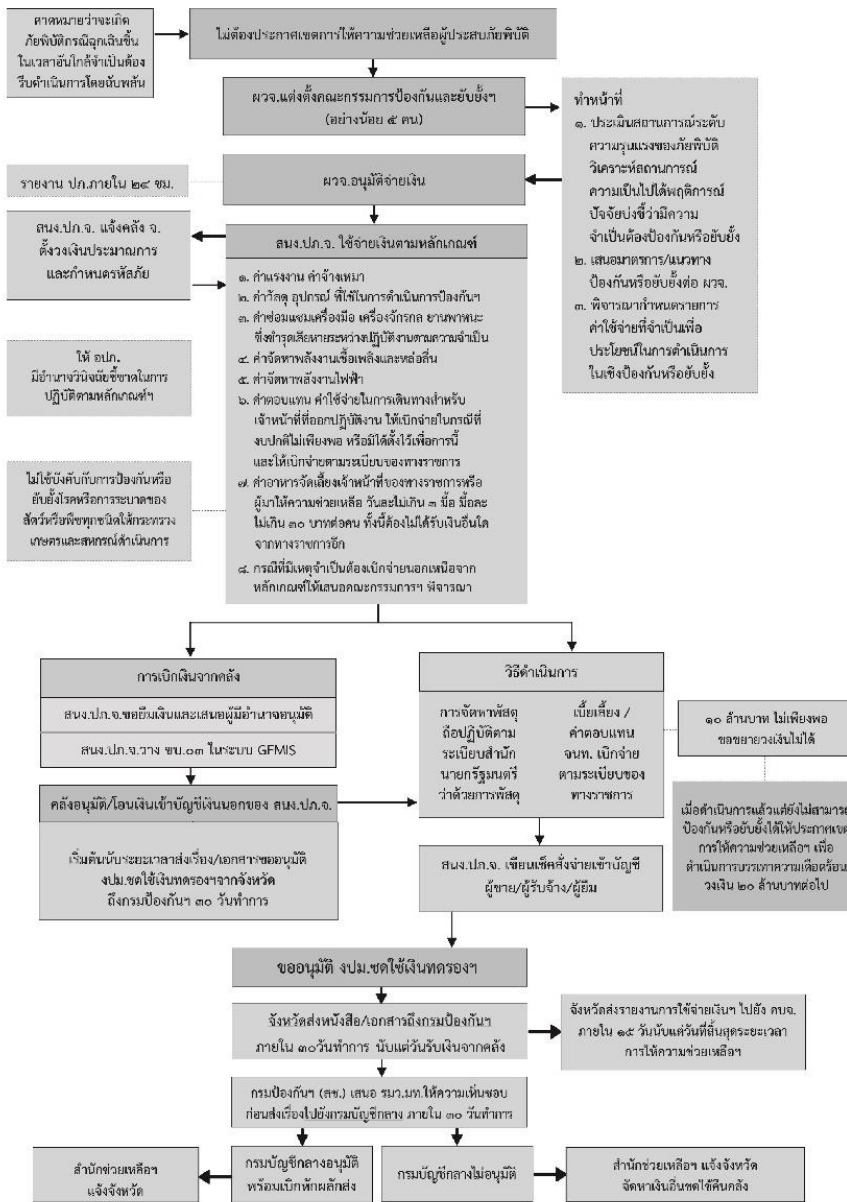 คาดหมายว่าจะเกิด
ภัยพิบัติกรณีฉุกเฉินขึ้น
ในเวลาอันใกล้จำเป็นต้อง
รีบดำเนินการโดยฉับพลัน
ไม่ต้องประกาศเขตการให้ความช่วยเหลือผู้ประสบภัยพิบัติ
ผวจ.แต่งตั้งคณะกรรมการป้องกันและยับยั้งฯ
(อย่างน้อย ๕ คน)
ทำหน้าที่
๑. ประเมินสถานการณ์ระดับ
ความรุนแรงของภัยพิบัติ
วิเคราะห์สถานการณ์
ความเป็นไปได้พฤติการณ์
ปัจจัยบ่งชี้ว่ามีความ
จำเป็นต้องป้องกันหรือยับยั้ง
๒. เสนอมาตรการ/แนวทาง
ป้องกันหรือยับยั้งต่อ ผวจ.
๓. พิจารณากำหนดรายการ
ค่าใช้จ่ายที่จำเป็นเพื่อ
ประโยชน์ในการดำเนินการ
ในเชิงป้องกันหรือยับยั้ง
รายงาน ปภ.ภายใน ๒๔ ชม.
ผวจ.อนุมัติจ่ายเงิน
สนง.ปภ.จ. แจ้งคลัง จ.
ตั้งวงเงินประมาณการ
และกำหนดรหัสภัย
สนง.ปภ.จ. ใช้จ่ายเงินตามหลักเกณฑ์
๑. ค่าแรงงาน ค่าจ้างเหมา
๒. ค่าวัสดุ อุปกรณ์ ที่ใช้ในการดำเนินการป้องกันฯ
๓. ค่าซ่อมแซมเครื่องมือ เครื่องจักรกล ยานพาหนะ
ซึ่งชำรุดเสียหายระหว่างปฏิบัติงานตามความจำเป็น
๔. ค่าจัดหาพลังงานเชื้อเพลิงและหล่อลื่น
๕. ค่าจัดหาพลังงานไฟฟ้า
๖. ค่าตอบแทน ค่าใช้จ่ายในการเดินทางสำหรับ
เจ้าหน้าที่ที่ออกปฏิบัติงาน ให้เบิกจ่ายในกรณีที่
งบปกติไม่เพียงพอ หรือมิได้ตั้งไว้เพื่อการนี้
และให้เบิกจ่ายตามระเบียบของทางราชการ
๗. ค่าอาหารจัดเลี้ยงเจ้าหน้าที่ของทางราชการหรือ
ผู้มาให้ความช่วยเหลือ วันละไม่เกิน ๓ มื้อ มื้อละ
ไม่เกิน ๓๐ บาทต่อคน ทั้งนี้ต้องไม่ได้รับเงินอื่นใด
จากทางราชการอีก
๘. กรณีที่มีเหตุจำเป็นต้องเบิกจ่ายนอกเหนือจาก
หลักเกณฑ์ให้เสนอคณะกรรมการฯ พิจารณา
ให้ อปภ.
มีอำนาจวินิจฉัยชี้ขาดในการ
ปฏิบัติตามหลักเกณฑ์ฯ
ไม่ใช้บังคับกับการป้องกันหรือ
ยับยั้งโรคหรือการระบาดของ
สัตว์หรือพืชทุกชนิดให้กระทรวง
เกษตรและสหกรณ์ดำเนินการ
การเบิกเงินจากคลัง
สนง.ปภ.จ.ขอยืมเงินและเสนอผู้มีอำนาจอนุมัติ
สนง.ปภ.จ.วาง ขบ.๐๓ ในระบบ GFMIS
คลังอนุมัติ/โอนเงินเข้าบัญชีเงินนอกของ สนง.ปภ.จ.
เริ่มต้นนับระยะเวลาส่งเรื่อง/เอกสารขออนุมัติ
งปม.ชดใช้เงินทดรองฯจากจังหวัด
ถึงกรมป้องกันฯ ๓๐ วันทำการ
วิธีดำเนินการ
การจัดหาพัสดุ
ถือปฏิบัติตาม
ระเบียบสำนัก
นายกรัฐมนตรี
ว่าด้วยการพัสดุ
เบี้ยเลี้ยง /
ค่าตอบแทน
จนท. เบิกจ่าย
ตามระเบียบของ
ทางราชการ
สนง.ปภ.จ. เขียนเช็คสั่งจ่ายเข้าบัญชี
ผู้ขาย/ผู้รับจ้าง/ผู้ยืม
๑๐ ล้านบาท ไม่เพียงพอ
ขอขยายวงเงินไม่ได้
เมื่อดำเนินการแล้วแต่ยังไม่สามารถ
ป้องกันหรือยับยั้งได้ให้ประกาศเขต
การให้ความช่วยเหลือฯ เพื่อ
ดำเนินการบรรเทาความเดือดร้อน
วงเงิน ๒๐ ล้านบาทต่อไป
ขออนุมัติ งปม.ชดใช้เงินทดรองฯ
จังหวัดส่งหนังสือ/เอกสารถึงกรมป้องกันฯ
ภายใน ๓๐วันทำการ นับแต่วันรับเงินจากคลัง
จังหวัดส่งรายงานการใช้จ่ายเงินฯ ไปยัง คบจ.
ภายใน ๑๕ วันนับแต่วันที่สิ้นสุดระยะเวลา
การให้ความช่วยเหลือฯ
กรมป้องกันฯ (สช.) เสนอ รมว.มท.ให้ความเห็นชอบ
ก่อนส่งเรื่องไปยังกรมบัญชีกลาง ภายใน ๓๐ วันทำการ
สำนักช่วยเหลือฯ
แจ้งจังหวัด
กรมบัญชีกลางอนุมัติ
พร้อมเบิกหักผลักส่ง
กรมบัญชีกลางไม่อนุมัติ
สำนักช่วยเหลือฯ แจ้งจังหวัด
จัดหาเงินอื่นชดใช้คืนคลัง